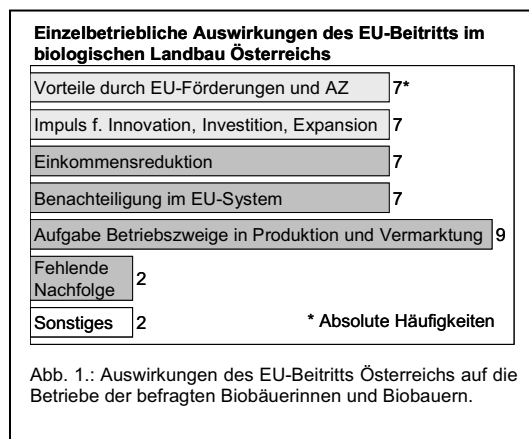 Einzelbetriebliche Auswirkungen des EU-Beitritts im
biologischen Landbau Österreichs
Vorteile durch EU-Förderungen und AZ 7*
Impuls f. Innovation, Investition, Expansion 7
Einkommensreduktion 7
Benachteiligung im EU-System 7
Aufgabe Betriebszweige in Produktion und Vermarktung 9
Fehlende
Nachfolge 2
Sonstiges 2 * Absolute Häufigkeiten
Abb. 1.: Auswirkungen des EU-Beitritts Österreichs auf die
Betriebe der befragten Biobäuerinnen und Biobauern.